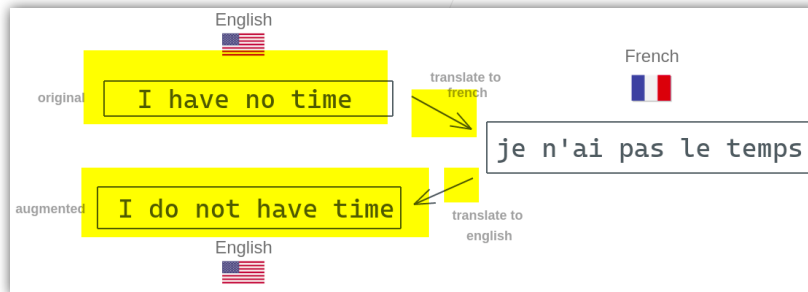 English
French
original
I have no time
translate to
french
je n'ai pas le temps
augmented
I do not have time
translate to
english
English